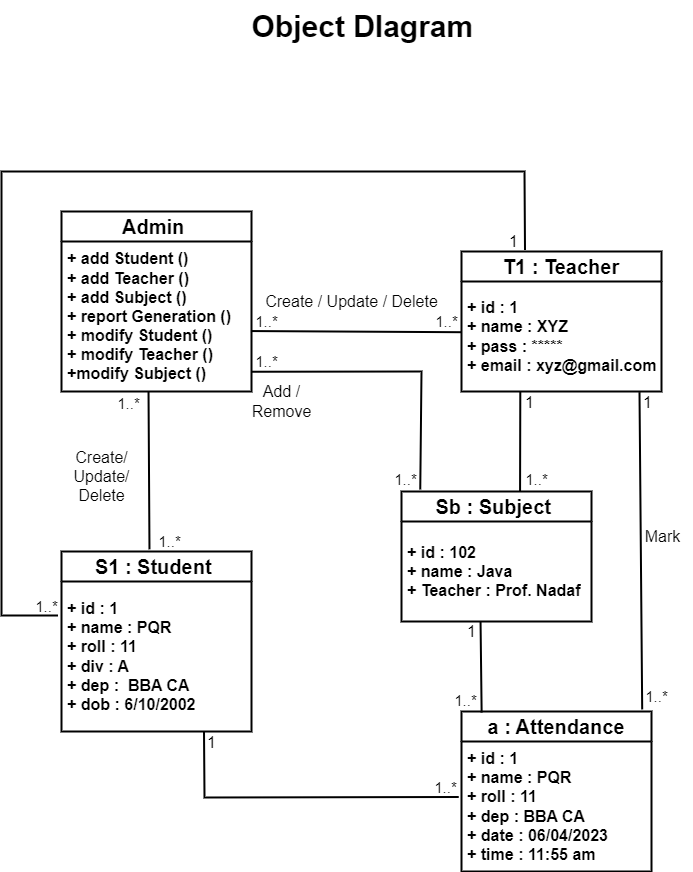 Object DIagram
1
Admin
+ add Student ()
+ add Teacher ()
+ add Subject ()
+ report Generation ()
+ modify Student ()
+ modify Teacher ()
+modify Subject ()
T1 : Teacher
+ id : 1
+ name : XYZ
+ pass : *****
+ email : xyz@gmail.com
Create / Update / Delete
1..*
1..*
1..*
Add /
Remove
1..*
1
1
Create/
Update/
Delete
1..*
1..*
1..*
Sb : Subject
+ id : 102
+ name : Java
+ Teacher : Prof. Nadaf
Mark
1..*
1..*
S1 : Student
+ id : 1
+ name : PQR
+ roll : 11
+ div : A
+ dep :  BBA CA
+ dob : 6/10/2002
1
1..*
1..*
1
1..*
a : Attendance
+ id : 1
+ name : PQR
+ roll : 11
+ dep : BBA CA
+ date : 06/04/2023
+ time : 11:55 am